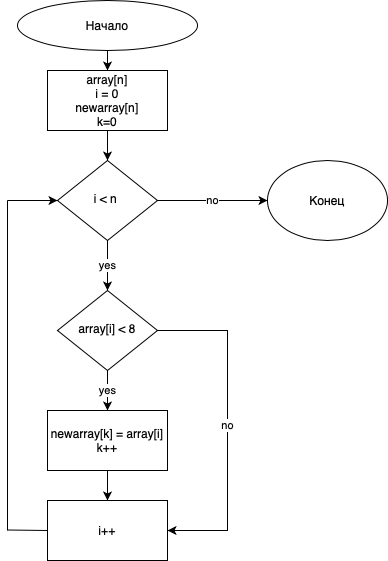 Начало
array[n]
i = 0
newarray[n]
k=0
i < n
no
Конец
yes
array[i] < 8
yes
no
newarray[k] = array[i]
k++
i++